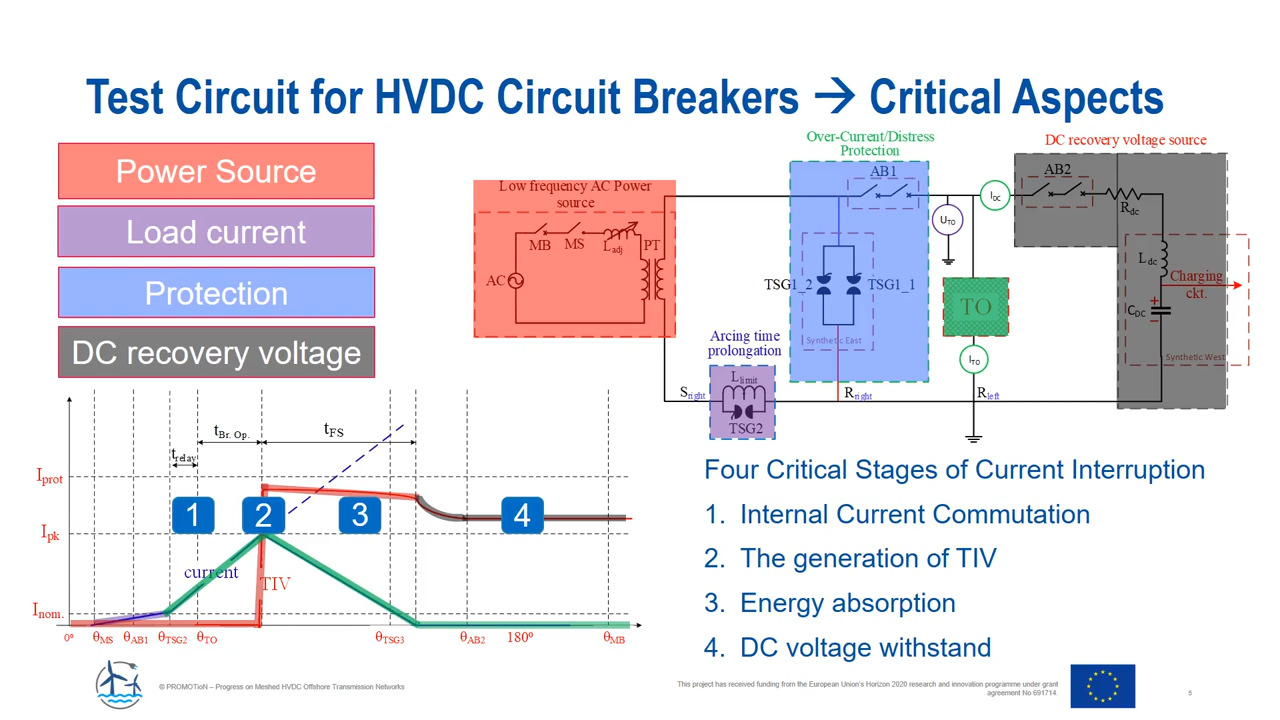 Test Circuit for HVDC Circuit Breakers → Critical Aspects
Power Source
Load current
Protection
DC recovery voltage
Low frequency AC Power
source
MB
MS
Ladj
PT
AC
Over-Current/Distress
Protection
AB1
TSG1_2
TSG1_1
Synthetic East
Arcing time
prolongation
Llimit
TSG2
Sright
Rright
Rleft
UTO
IDC
TO
ITO
DC recovery voltage source
AB2
Rdc
Ldc
Charging
ckt.
CDC
+
−
Synthetic West
tBr. Op.
tFS
trelay
Iprot
Ipk
Inom.
1
2
3
4
current
TIV
0º
θMS
θAB1
θTSG2
θTO
θTSG3
θAB2
180º
θMB
Four Critical Stages of Current Interruption
1. Internal Current Commutation
2. The generation of TIV
3. Energy absorption
4. DC voltage withstand
© PROMOTioN – Progress on Meshed HVDC Offshore Transmission Networks
This project has received funding from the European Union's Horizon 2020 research and innovation programme under grant
agreement No 691714.
5